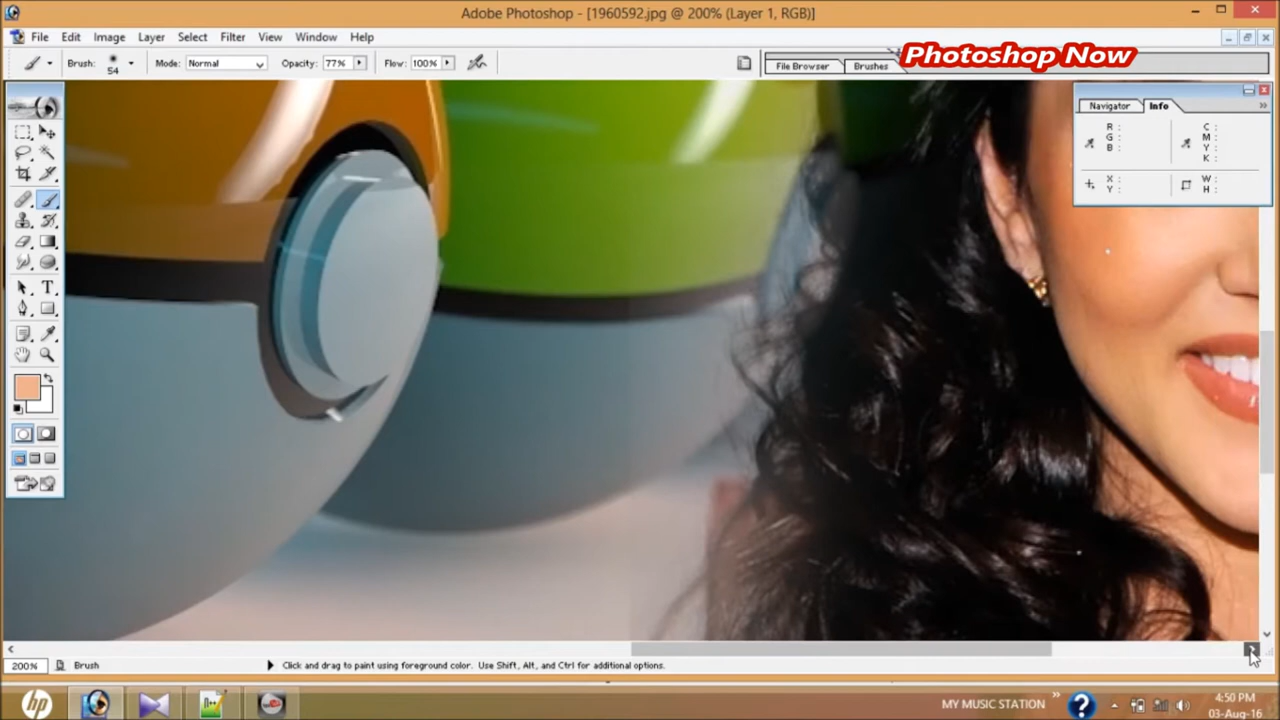 Adobe Photoshop - [1960592.jpg @ 200% (Layer 1, RGB)]
File Edit Image Layer Select Filter View Window Help
Brush: 54 Mode: Normal Opacity: 77% Flow: 100% File Browser Brushes
Photoshop Now
Navigator Info
R : C :
G : M :
B : Y :
K :
X : W :
Y : H :
T
200% Brush Click and drag to paint using foreground color. Use Shift, Alt, and Ctrl for additional options.
hp MY MUSIC STATION » ? 4:50 PM
03-Aug-16